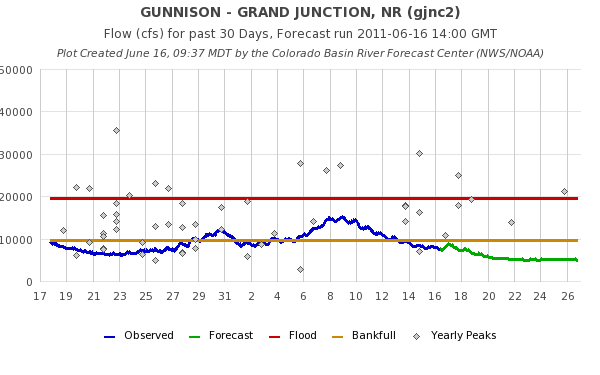 GUNNISON - GRAND JUNCTION, NR (gjnc2)
Flow (cfs) for past 30 Days, Forecast run 2011-06-16 14:00 GMT
Plot Created June 16, 09:37 MDT by the Colorado Basin River Forecast Center (NWS/NOAA)
50000
40000
30000
20000
10000
0
17 19 21 23 25 27 29 31 2 4 6 8 10 12 14 16 18 20 22 24 26
Observed Forecast Flood Bankfull Yearly Peaks